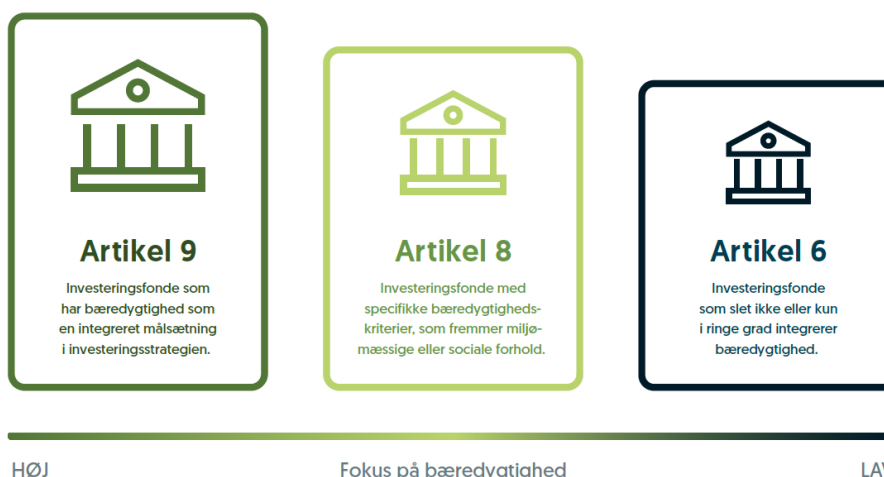 Artikel 9
Investeringsfonde som
har bæredygtighed som
en integreret målsætning
i investeringsstrategien.
Artikel 8
Investeringsfonde med
specifikke bæredygtigheds-
kriterier, som fremmer miljø-
mæssige eller sociale forhold.
Artikel 6
Investeringsfonde
som slet ikke eller kun
i ringe grad integrerer
bæredygtighed.
HØJ
Fokus på bæredygtighed